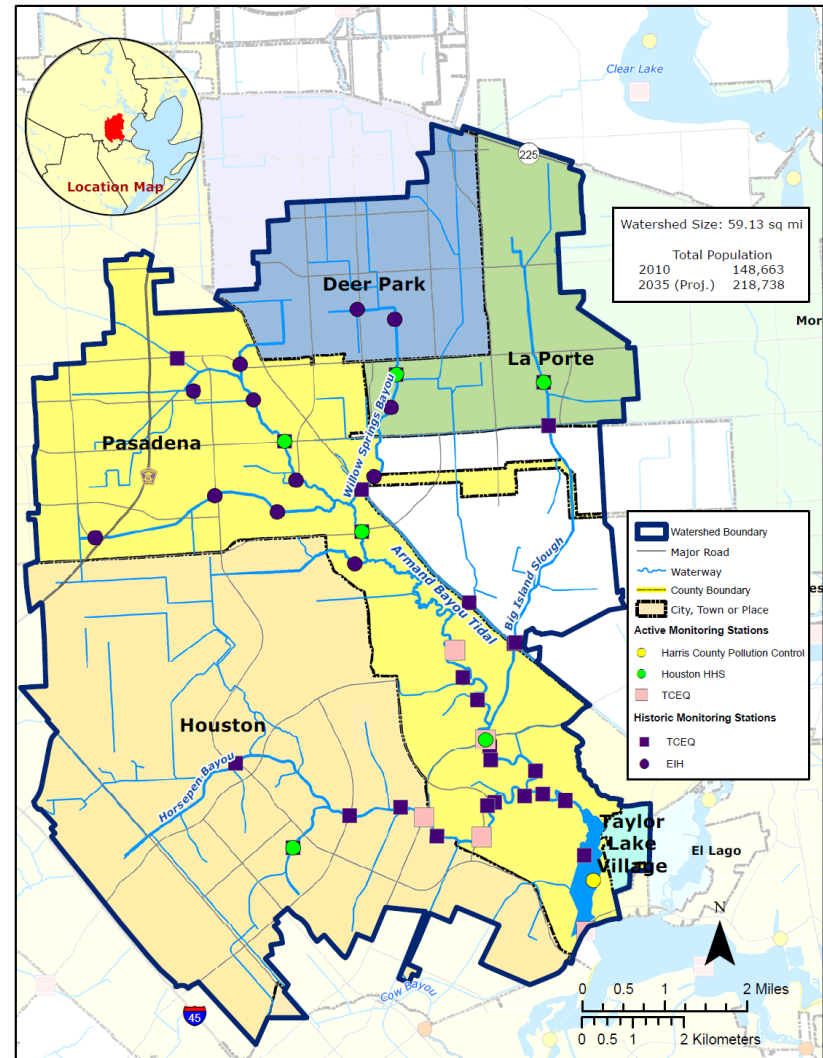 Clear Lake
225
Location Map
Watershed Size: 59.13 sq mi
Total Population
2010 148,663
2035 (Proj.) 218,738
Deer Park
Mor
La Porte
Willow Springs Bayou
Pasadena
Armand Bayou Tidal
Big Island Slough
Watershed Boundary
Major Road
Waterway
County Boundary
City, Town or Place
Active Monitoring Stations
Harris County Pollution Control
Houston HHS
TCEQ
Historic Monitoring Stations
TCEQ
EIH
es
Houston
Horsepen Bayou
Taylor
Lake
Village
El Lago
N
0 0.5 1 2 Miles
0 0.5 1 2 Kilometers
Cow Bayou
45